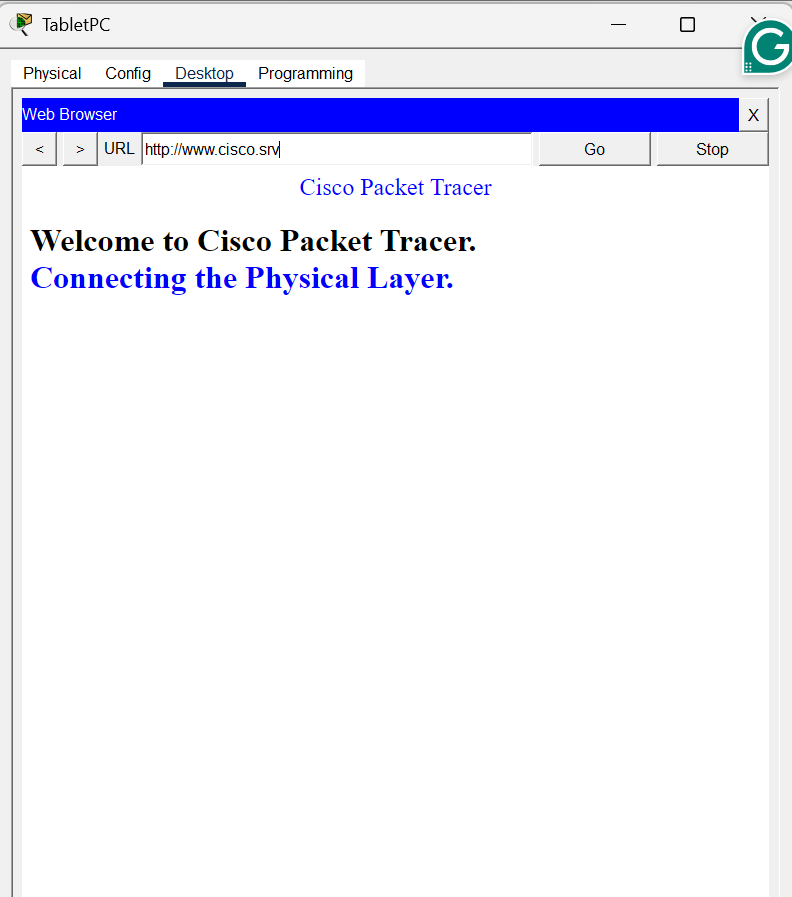 TabletPC
Physical Config Desktop Programming
Web Browser X
< > URL http://www.cisco.srv Go Stop
Cisco Packet Tracer
Welcome to Cisco Packet Tracer.
Connecting the Physical Layer.